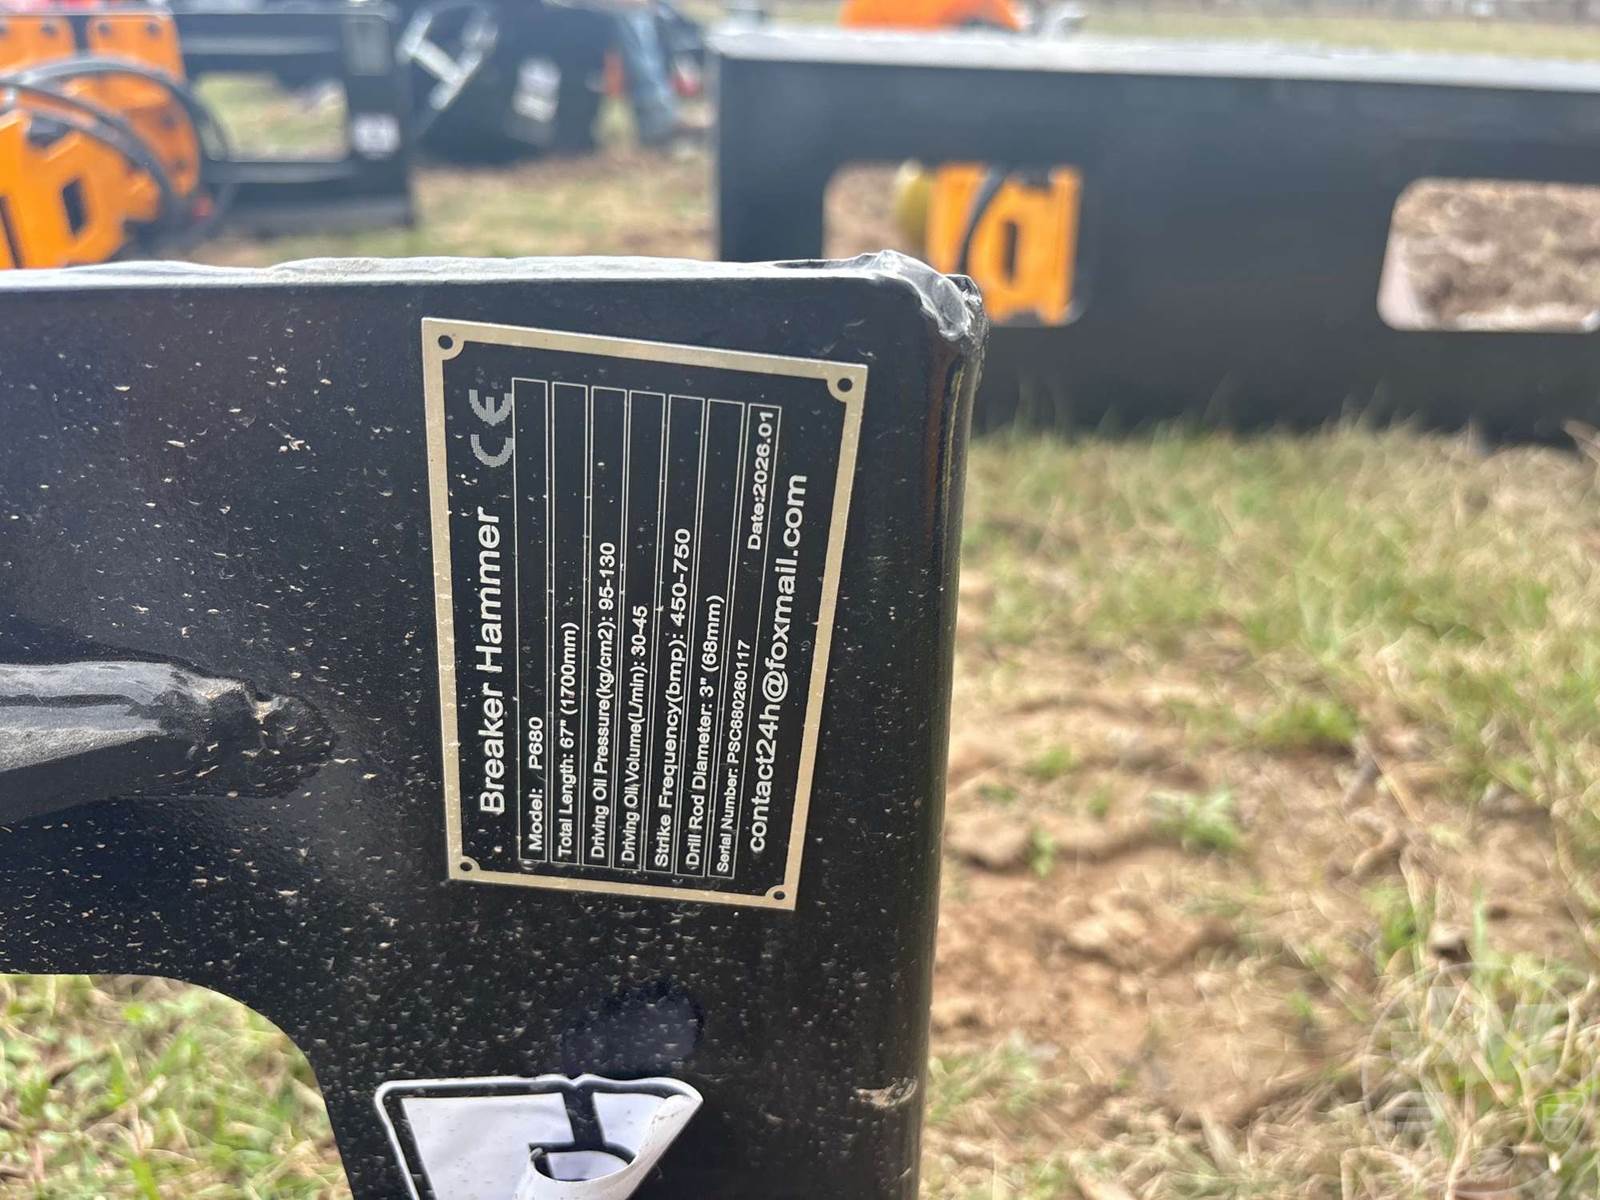 Breaker Hammer CE
Model: P680
Total Length: 67" (1700mm)
Driving Oil Pressure(kg/cm2): 95-130
Driving Oil Volume(L/min): 30-45
Strike Frequency(bmp): 450-750
Drill Rod Diameter: 3" (68mm)
Serial Number: PSC680260117
Date:2026.01
contact24h@foxmail.com